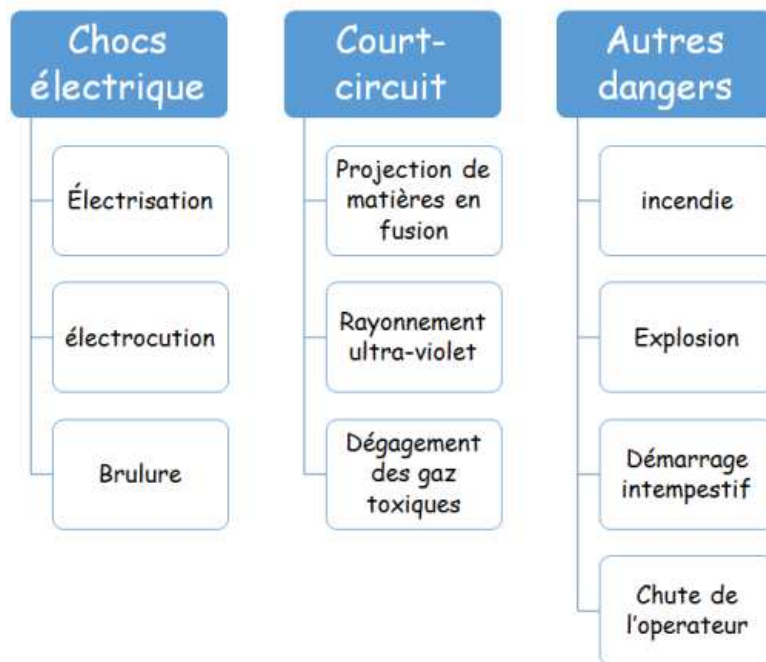 Chocs
électrique
Électrisation
électrocution
Brulure
Court-
circuit
Projection de
matières en
fusion
Rayonnement
ultra-violet
Dégagement
des gaz
toxiques
Autres
dangers
incendie
Explosion
Démarrage
intempestif
Chute de
l'operateur